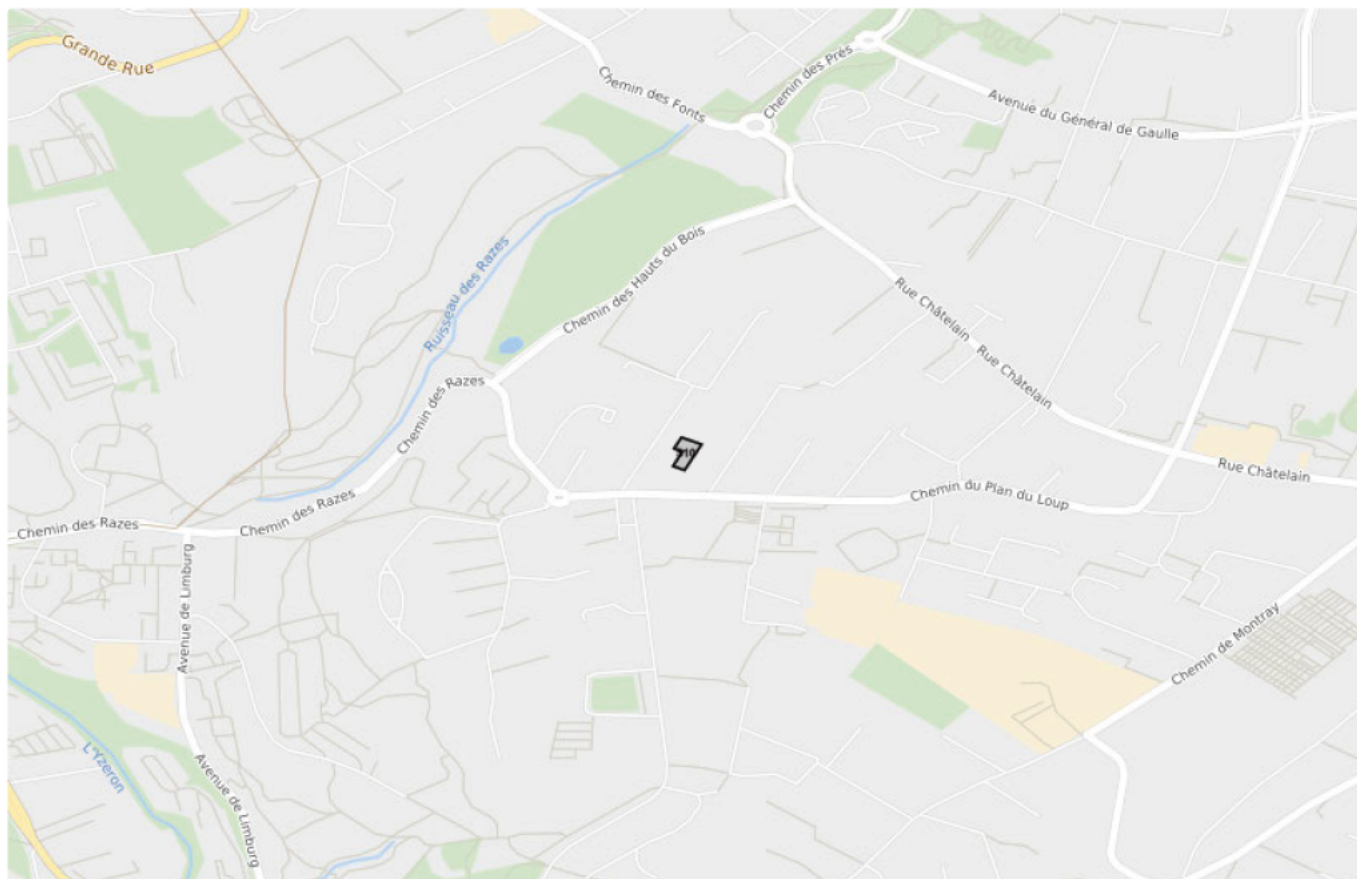 Grande Rue
Chemin des Fonts
Chemin des Prés
Avenue du Général de Gaulle
Ruisseau des Razes
Chemin des Hauts du Bois
Rue Châtelain
Rue Châtelain
Chemin des Razes
Rue Châtelain
Chemin du Plan du Loup
Chemin des Razes
Chemin des Razes
Avenue de Limburg
Chemin de Montray
L'Yzeron
Avenue de Limburg